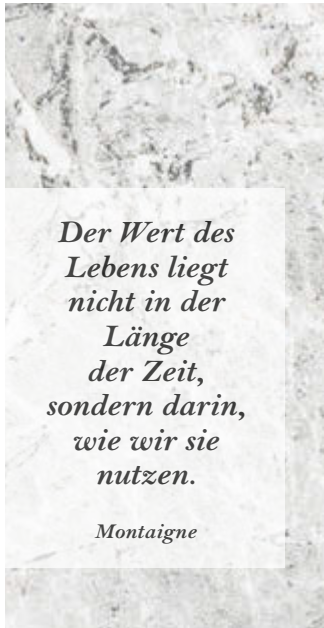 Der Wert des
Lebens liegt
nicht in der
Länge
der Zeit,
sondern darin,
wie wir sie
nutzen.
Montaigne